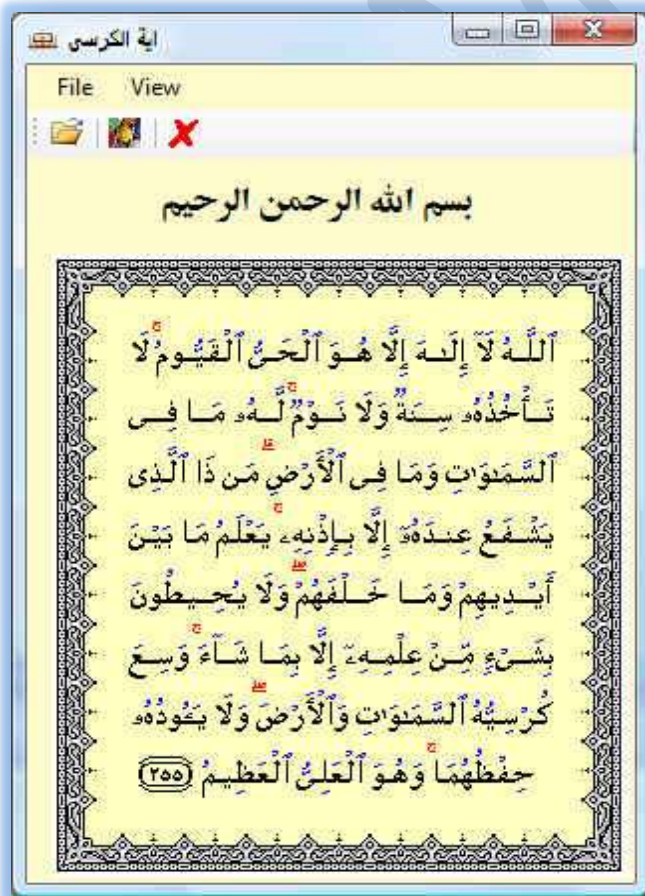 اية الكرسى
File View
بسم الله الرحمن الرحيم
ٱللَّهُ لَآ إِلَٰهَ إِلَّا هُوَ ٱلْحَىُّ ٱلْقَيُّومُ ۚ لَا
تَأْخُذُهُۥ سِنَةٌ وَلَا نَوْمٌ ۚ لَّهُۥ مَا فِى
ٱلسَّمَٰوَٰتِ وَمَا فِى ٱلْأَرْضِ ۗ مَن ذَا ٱلَّذِى
يَشْفَعُ عِندَهُۥٓ إِلَّا بِإِذْنِهِۦ ۚ يَعْلَمُ مَا بَيْنَ
أَيْدِيهِمْ وَمَا خَلْفَهُمْ ۖ وَلَا يُحِيطُونَ
بِشَىْءٍ مِّنْ عِلْمِهِۦٓ إِلَّا بِمَا شَآءَ ۚ وَسِعَ
كُرْسِيُّهُ ٱلسَّمَٰوَٰتِ وَٱلْأَرْضَ ۖ وَلَا يَـُٔودُهُۥ
حِفْظُهُمَا ۚ وَهُوَ ٱلْعَلِىُّ ٱلْعَظِيمُ ٢٥٥